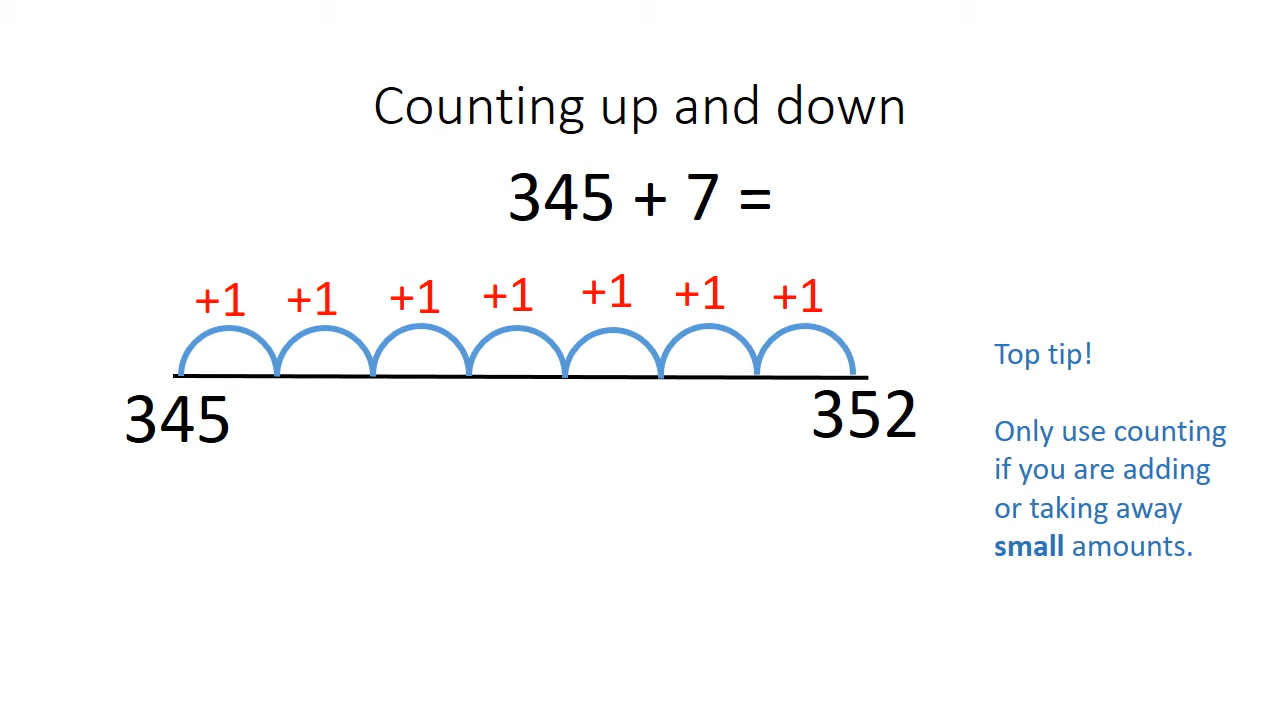 Counting up and down
345 + 7 =
+1 +1 +1 +1 +1 +1 +1
345 352
Top tip!
Only use counting
if you are adding
or taking away
small amounts.